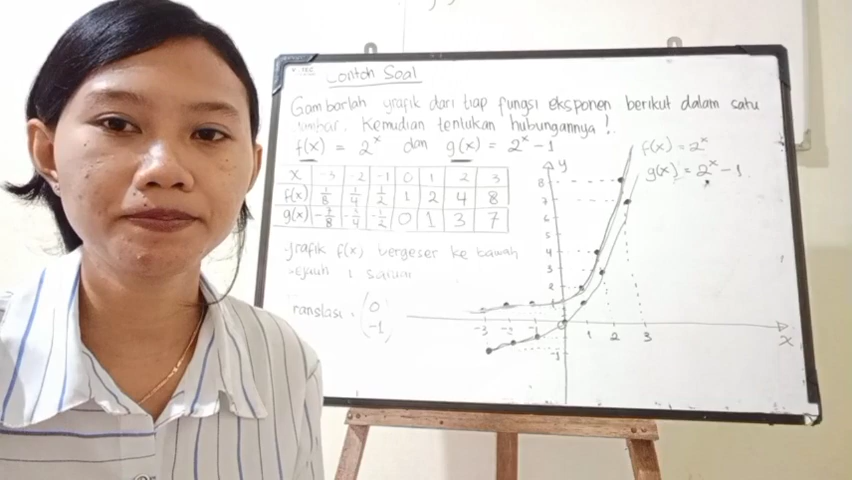 Contoh Soal
Gambarlah grafik dari tiap fungsi eksponen berikut dalam satu
gambar. Kemudian tentukan hubungannya!
f(x) = 2^x dan g(x) = 2^x - 1
x -3 -2 -1 0 1 2 3
f(x) 1/8 1/4 1/2 1 2 4 8
g(x) -7/8 -3/4 -1/2 0 1 3 7
grafik f(x) bergeser ke bawah
sejauh 1 satuan
Translasi = (0
-1)
f(x) = 2^x
g(x) = 2^x - 1
y
8
7
6
5
4
3
2
1
-3 -2 -1 0 1 2 3
-1
x